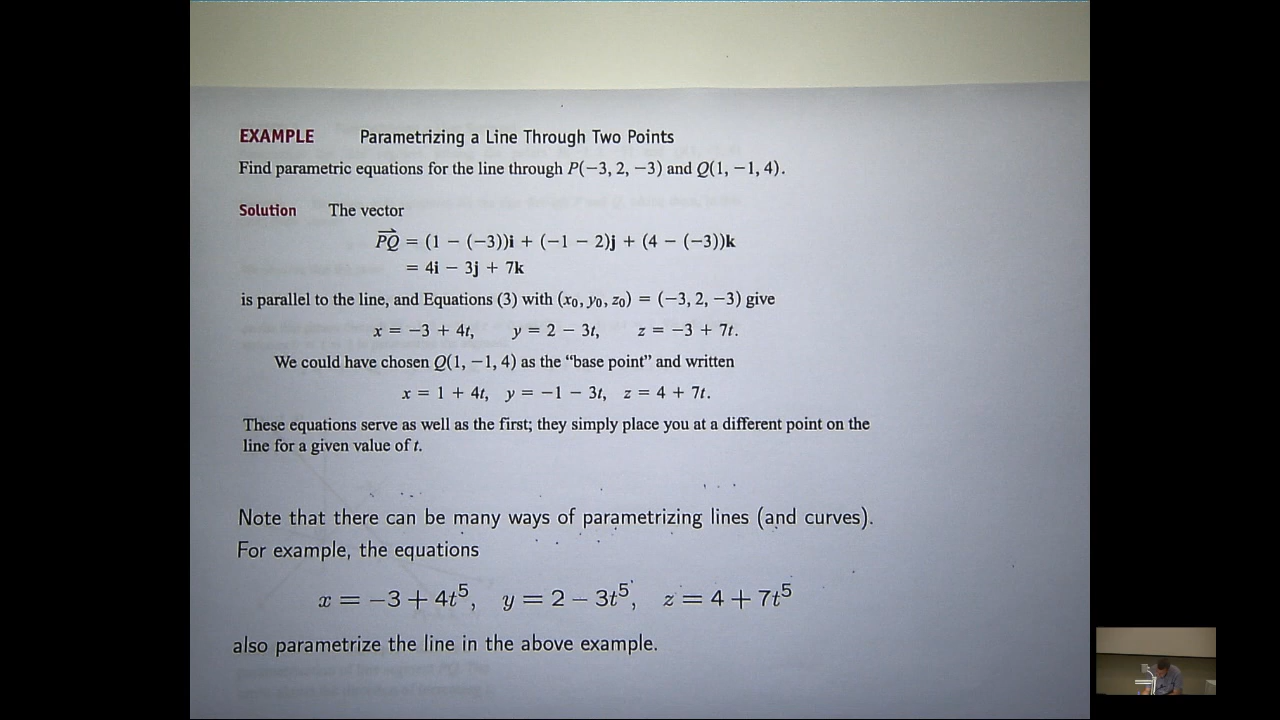 EXAMPLE Parametrizing a Line Through Two Points
Find parametric equations for the line through P(−3, 2, −3) and Q(1, −1, 4).
Solution The vector
PQ⃗ = (1 − (−3))i + (−1 − 2)j + (4 − (−3))k
= 4i − 3j + 7k
is parallel to the line, and Equations (3) with (x₀, y₀, z₀) = (−3, 2, −3) give
x = −3 + 4t, y = 2 − 3t, z = −3 + 7t.
We could have chosen Q(1, −1, 4) as the “base point” and written
x = 1 + 4t, y = −1 − 3t, z = 4 + 7t.
These equations serve as well as the first; they simply place you at a different point on the
line for a given value of t.
Note that there can be many ways of parametrizing lines (and curves).
For example, the equations
x = −3 + 4t⁵, y = 2 − 3t⁵, z = 4 + 7t⁵
also parametrize the line in the above example.